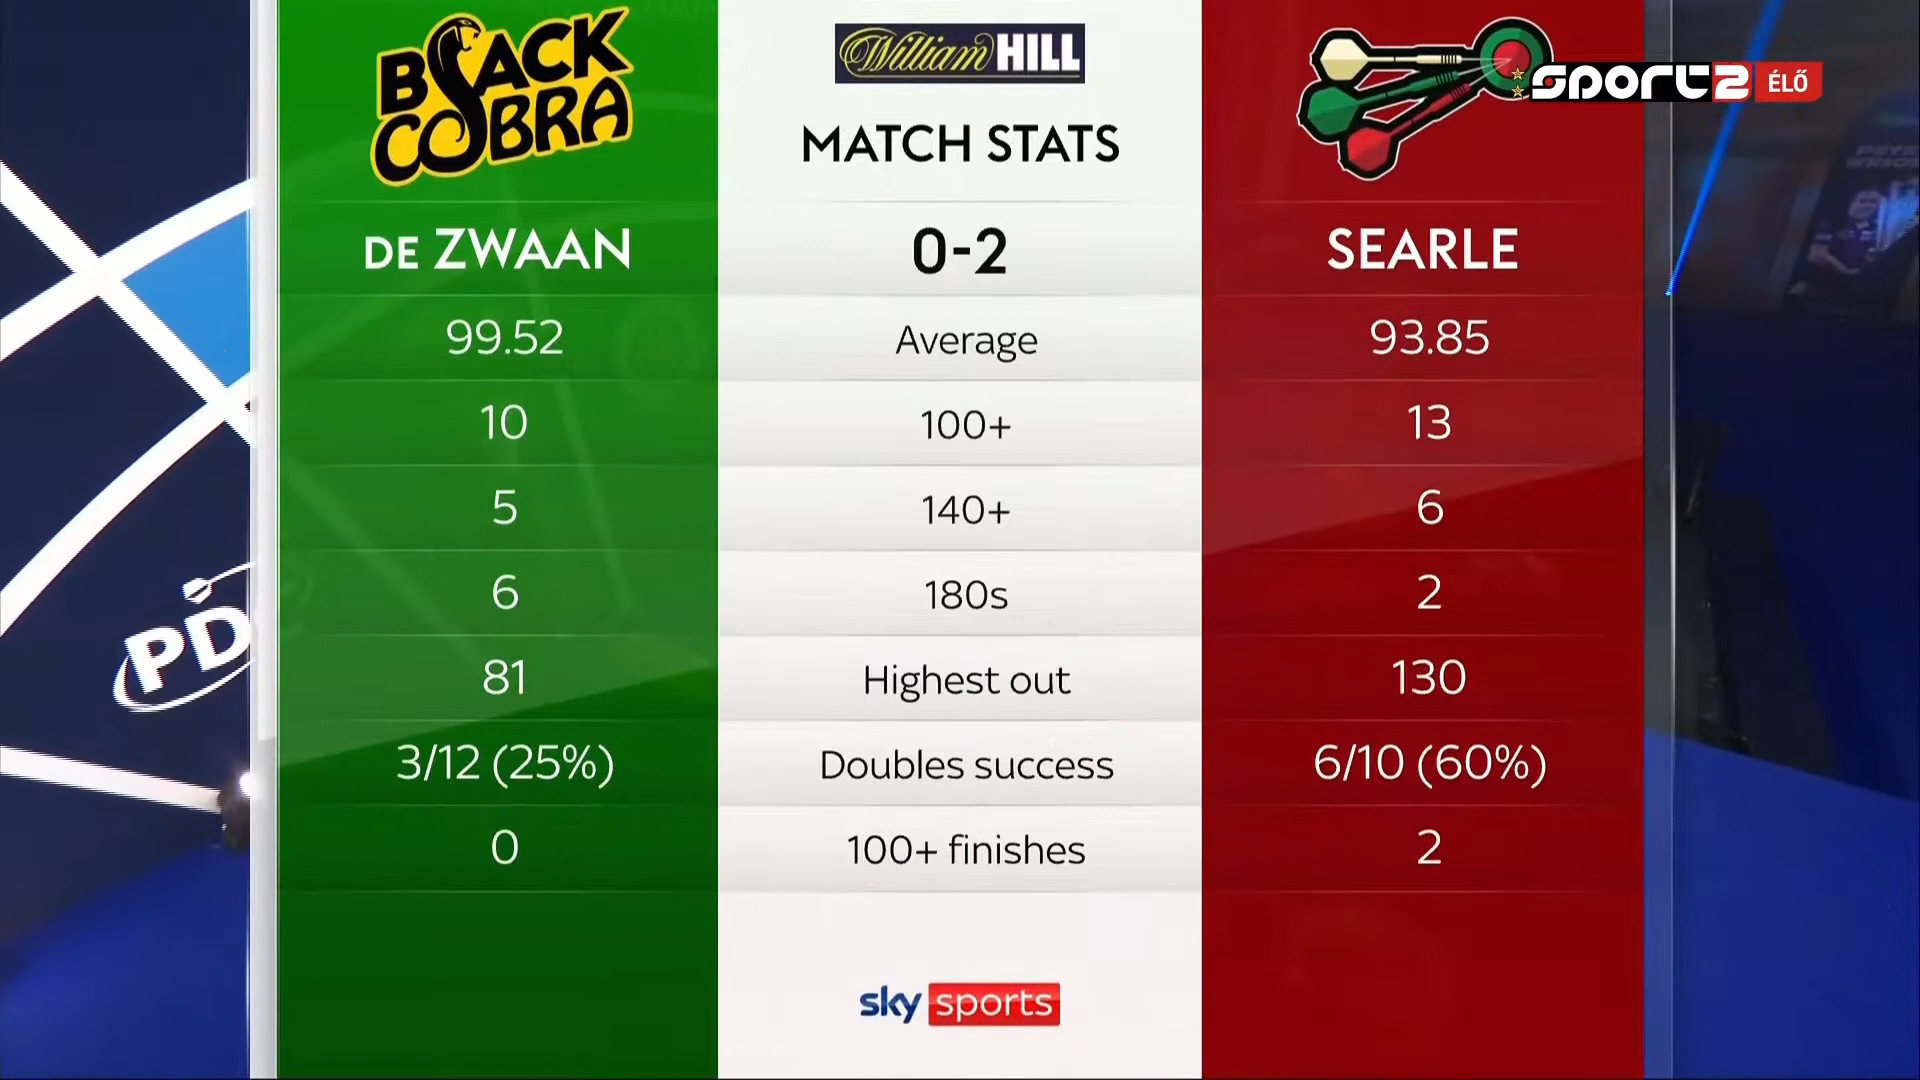 BLACK
COBRA
William HILL
sport2 ÉLŐ
MATCH STATS
DE ZWAAN 0-2 SEARLE
99.52 Average 93.85
10 100+ 13
5 140+ 6
6 180s 2
81 Highest out 130
3/12 (25%) Doubles success 6/10 (60%)
0 100+ finishes 2
PD
sky sports